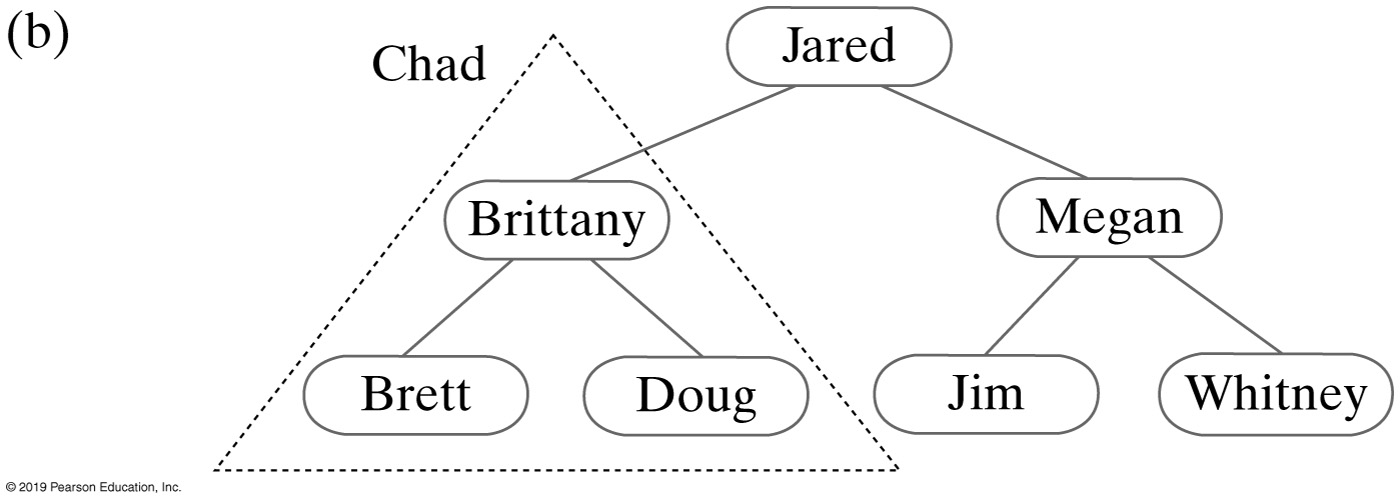 (b)
Chad
Jared
Brittany
Megan
Brett
Doug
Jim
Whitney
© 2019 Pearson Education, Inc.